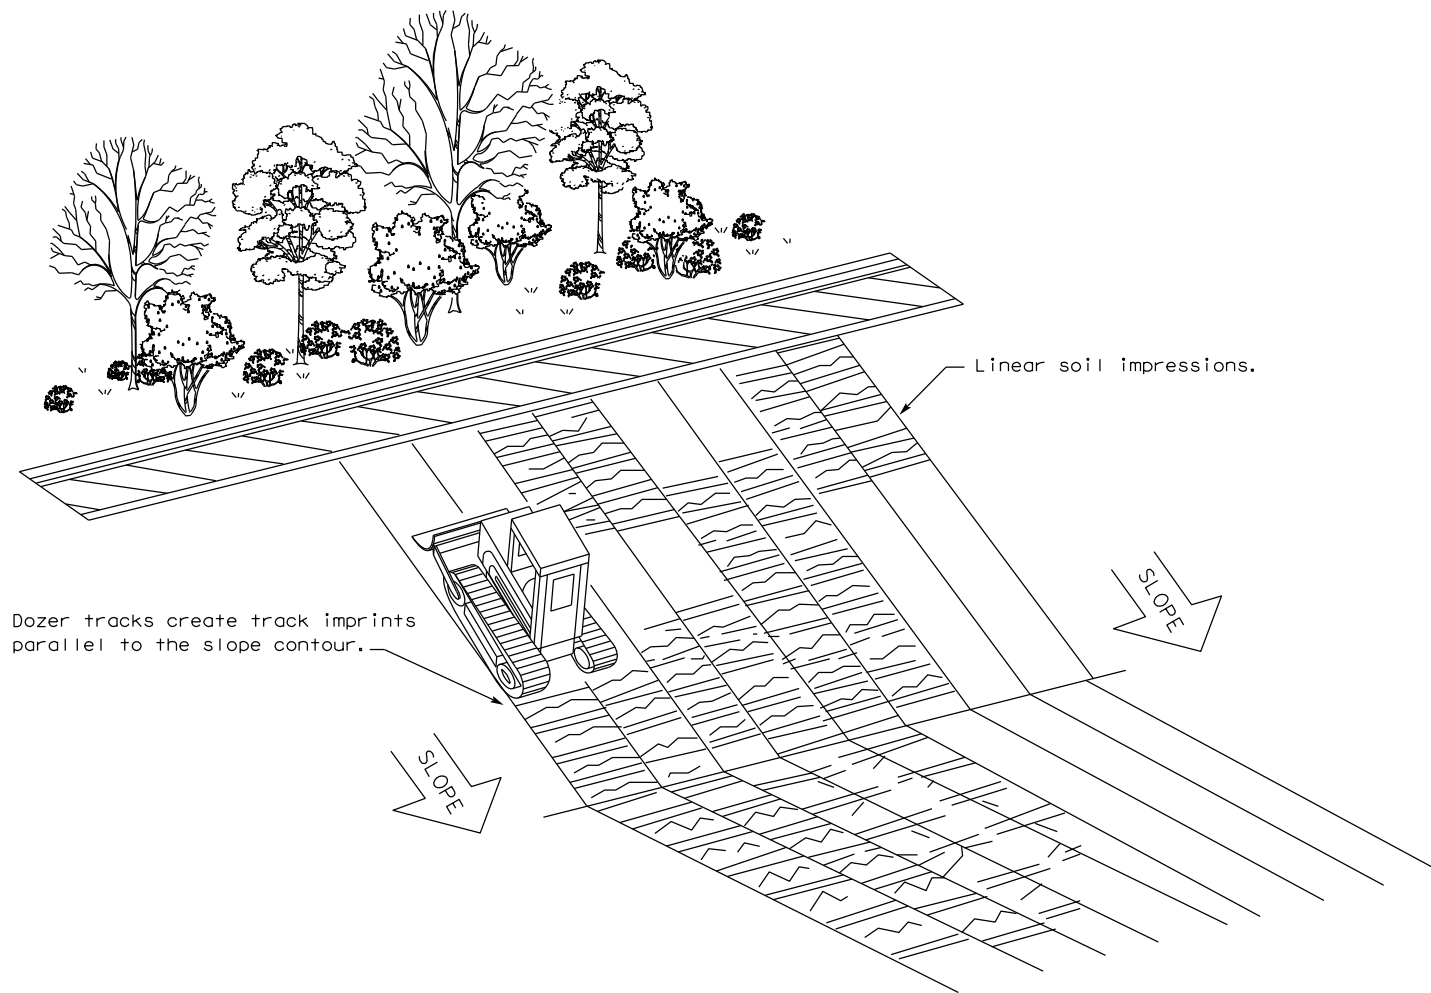 Linear soil impressions.
SLOPE
Dozer tracks create track imprints
parallel to the slope contour.
SLOPE